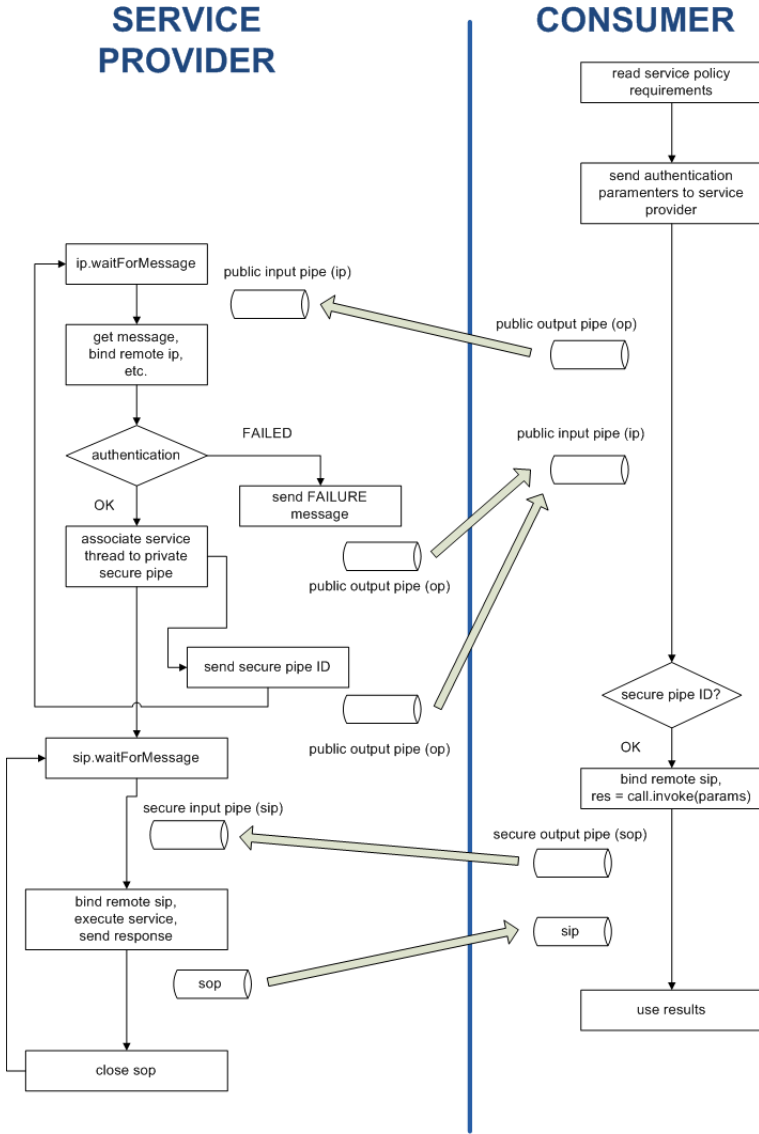 SERVICE
PROVIDER
CONSUMER
read service policy
requirements
send authentication
paramenters to service
provider
ip.waitForMessage
public input pipe (ip)
public output pipe (op)
get message,
bind remote ip,
etc.
authentication
FAILED
public input pipe (ip)
send FAILURE
message
OK
associate service
thread to private
secure pipe
public output pipe (op)
send secure pipe ID
secure pipe ID?
public output pipe (op)
OK
sip.waitForMessage
bind remote sip,
res = call.invoke(params)
secure input pipe (sip)
secure output pipe (sop)
bind remote sip,
execute service,
send response
sip
sop
use results
close sop